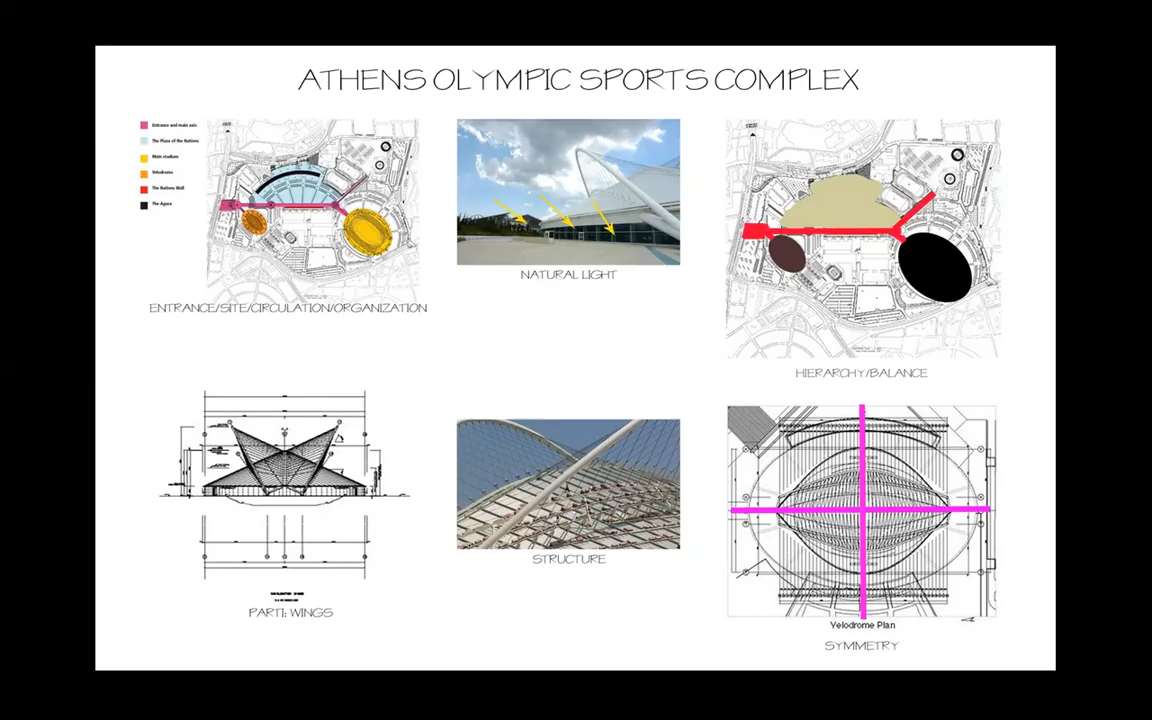 ATHENS OLYMPIC SPORTS COMPLEX
Entrance and main axis
The Plaza of the Nations
Main stadium
Velodrome
The Nations Wall
The Agora
ENTRANCE/SITE/CIRCULATION/ORGANIZATION
NATURAL LIGHT
HIERARCHY/BALANCE
PARTI: WINGS
STRUCTURE
Velodrome Plan
SYMMETRY